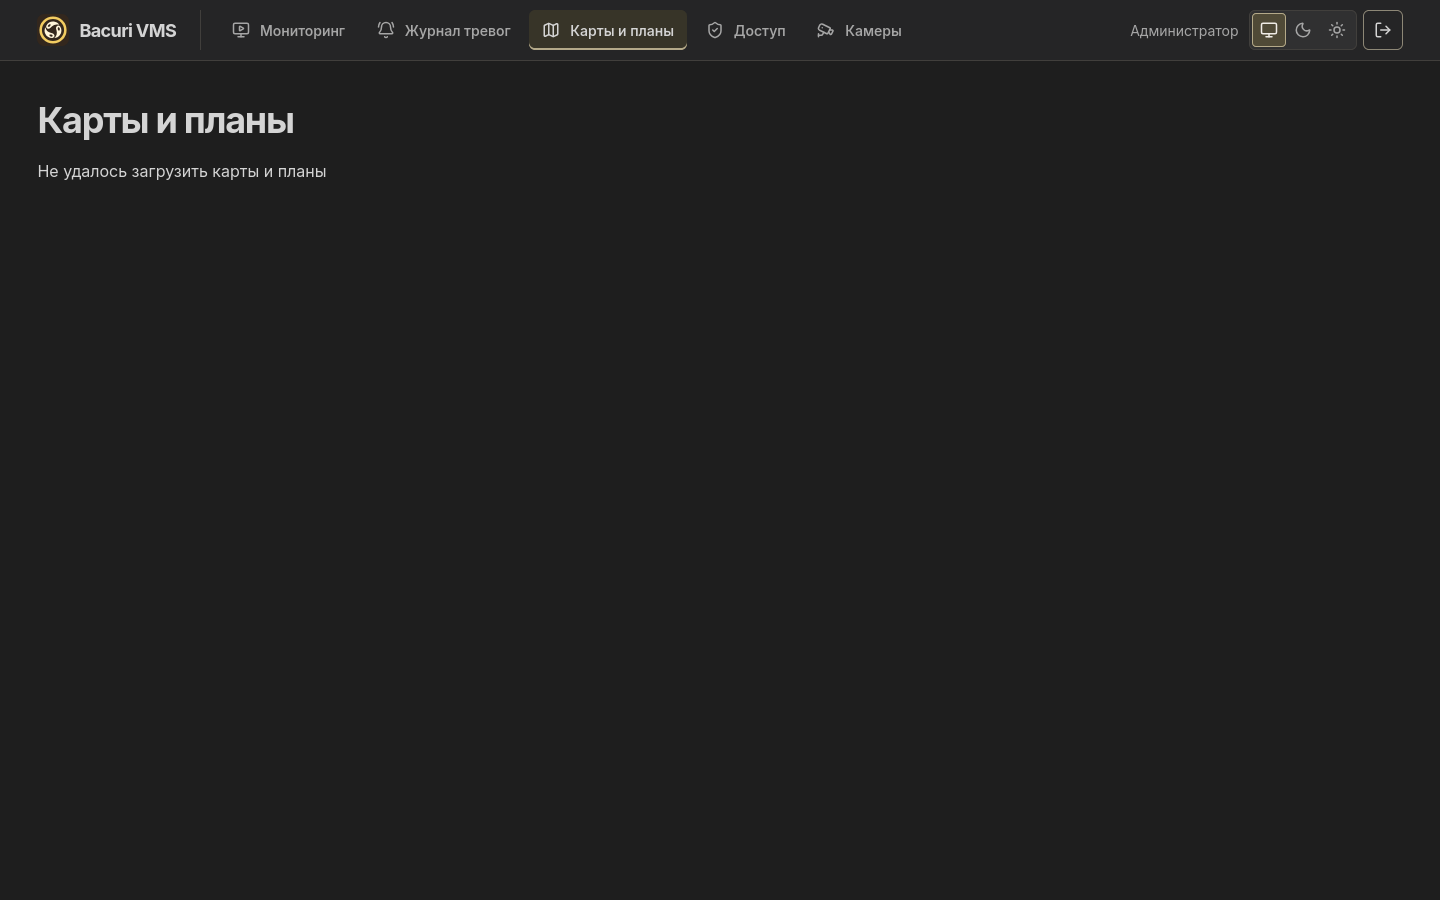 Bacuri VMS
Мониторинг
Журнал тревог
Карты и планы
Доступ
Камеры
Администратор
Карты и планы
Не удалось загрузить карты и планы